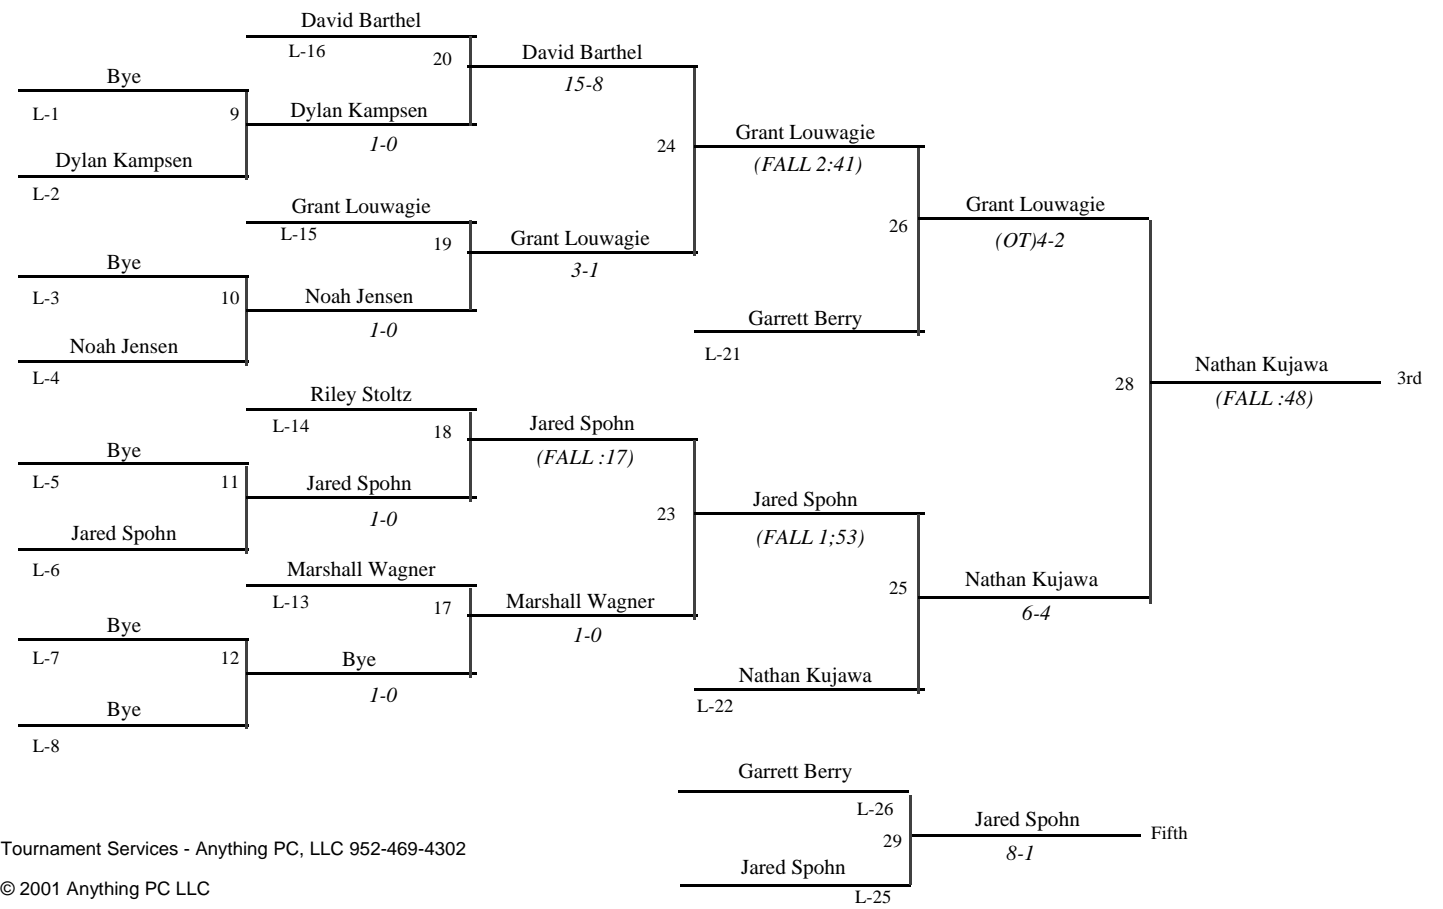 David Barthel
L-16
20
David Barthel
15-8
Bye
L-1
9
Dylan Kampsen
1-0
Dylan Kampsen
L-2
24
Grant Louwagie
(FALL 2:41)
Grant Louwagie
L-15
19
Grant Louwagie
3-1
26
Grant Louwagie
(OT)4-2
Bye
L-3
10
Noah Jensen
1-0
Noah Jensen
L-4
Garrett Berry
L-21
28
Nathan Kujawa
(FALL :48)
3rd
Riley Stoltz
L-14
18
Jared Spohn
(FALL :17)
Bye
L-5
11
Jared Spohn
1-0
Jared Spohn
L-6
23
Jared Spohn
(FALL 1;53)
Marshall Wagner
L-13
17
Marshall Wagner
1-0
25
Nathan Kujawa
6-4
Bye
L-7
12
Bye
1-0
Bye
L-8
Nathan Kujawa
L-22
Garrett Berry
L-26
29
Jared Spohn
8-1
Fifth
Jared Spohn
L-25
Tournament Services - Anything PC, LLC 952-469-4302
© 2001 Anything PC LLC